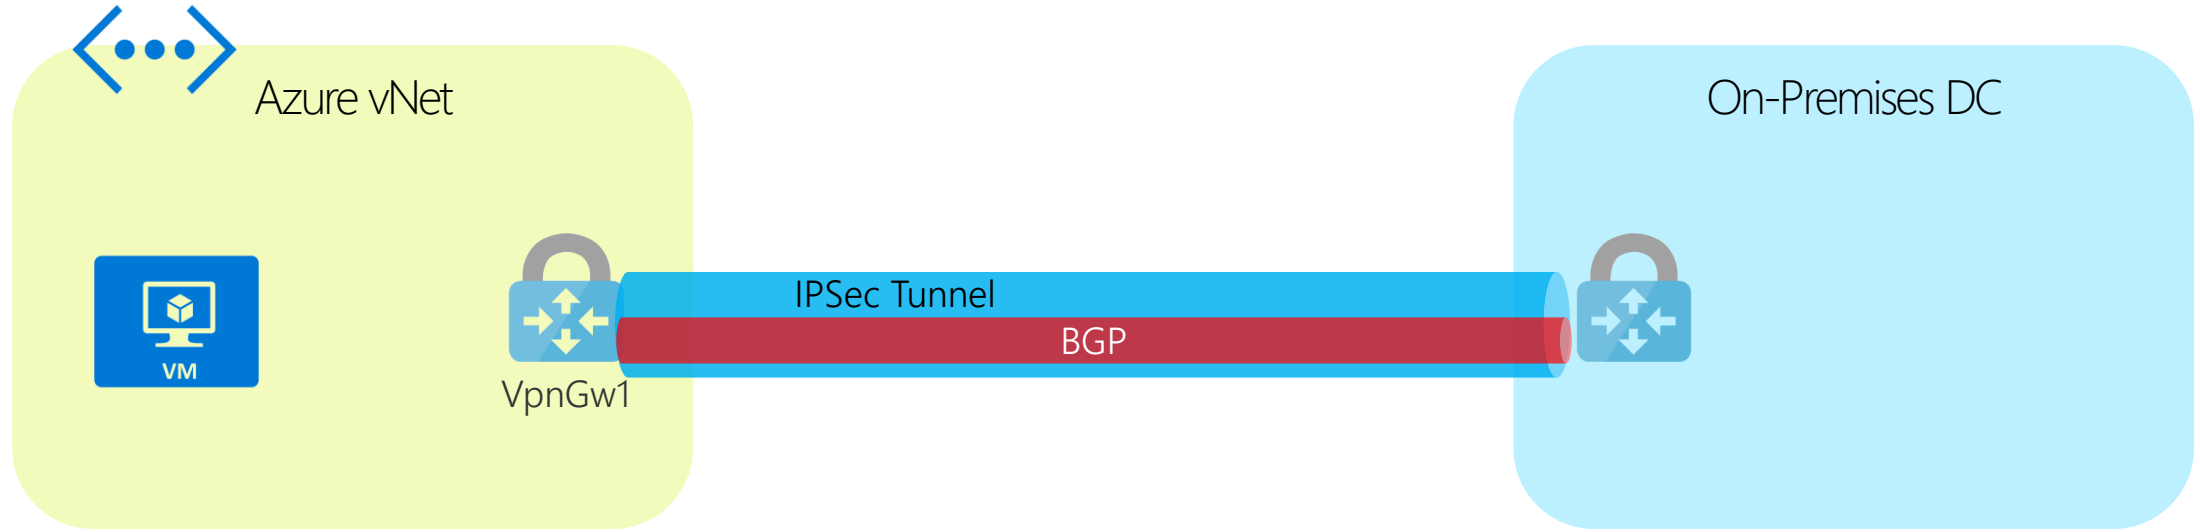 Azure vNet
On-Premises DC
IPSec Tunnel
BGP
VM
VpnGw1